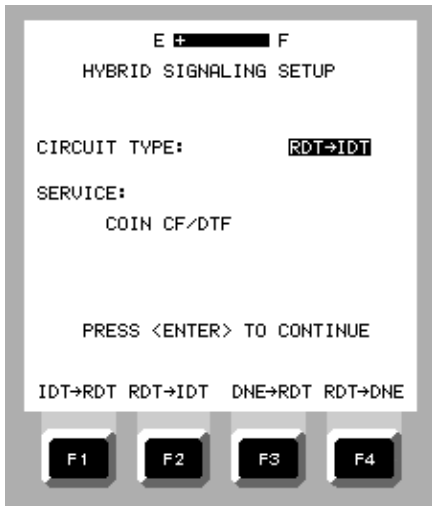 E + F
HYBRID SIGNALING SETUP
CIRCUIT TYPE: RDT→IDT
SERVICE:
COIN CF/DTF
PRESS <ENTER> TO CONTINUE
IDT→RDT RDT→IDT DNE→RDT RDT→DNE
F1 F2 F3 F4